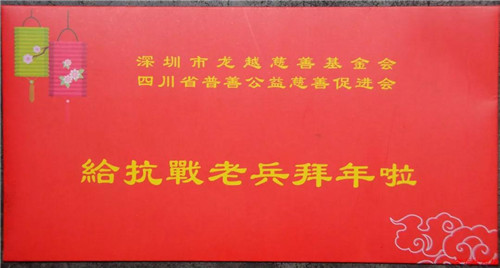 深圳市龙越慈善基金会
四川省普善公益慈善促进会
給抗戰老兵拜年啦